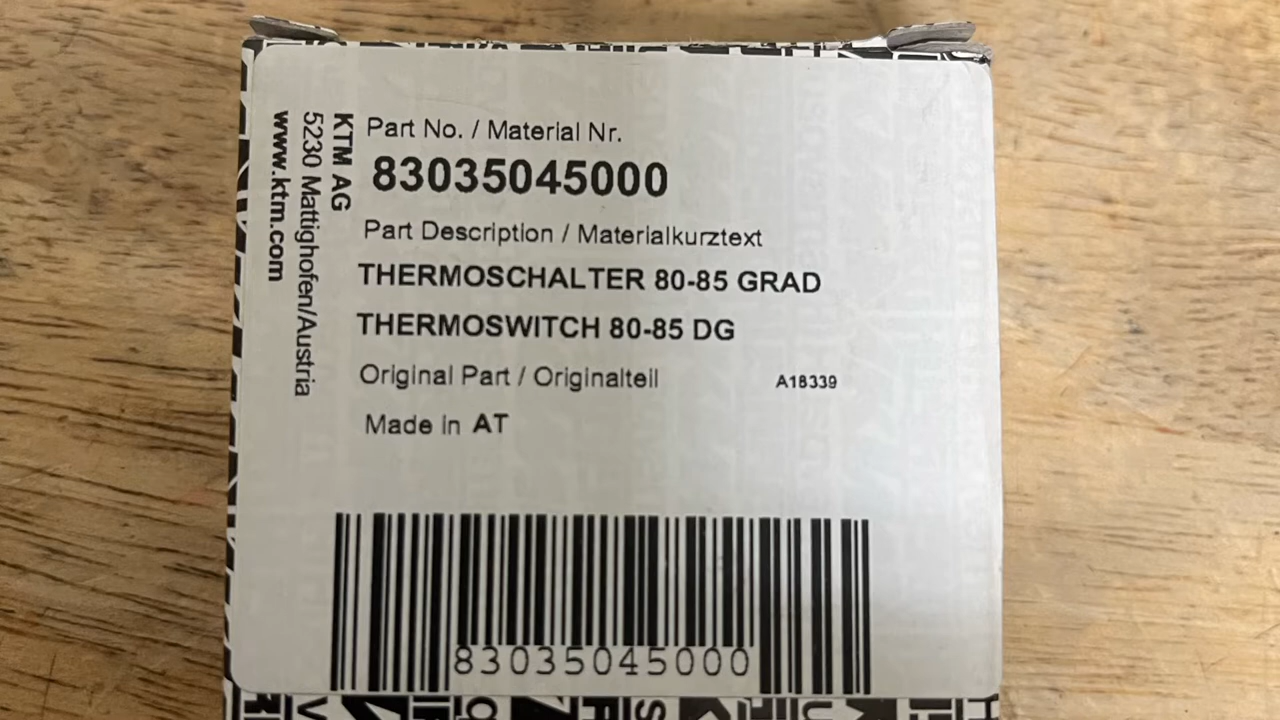 KTM AG
5230 Mattighofen/Austria
www.ktm.com
Part No. / Material Nr.
83035045000
Part Description / Materialkurztext
THERMOSCHALTER 80-85 GRAD
THERMOSWITCH 80-85 DG
Original Part / Originalteil A18339
Made in AT
83035045000